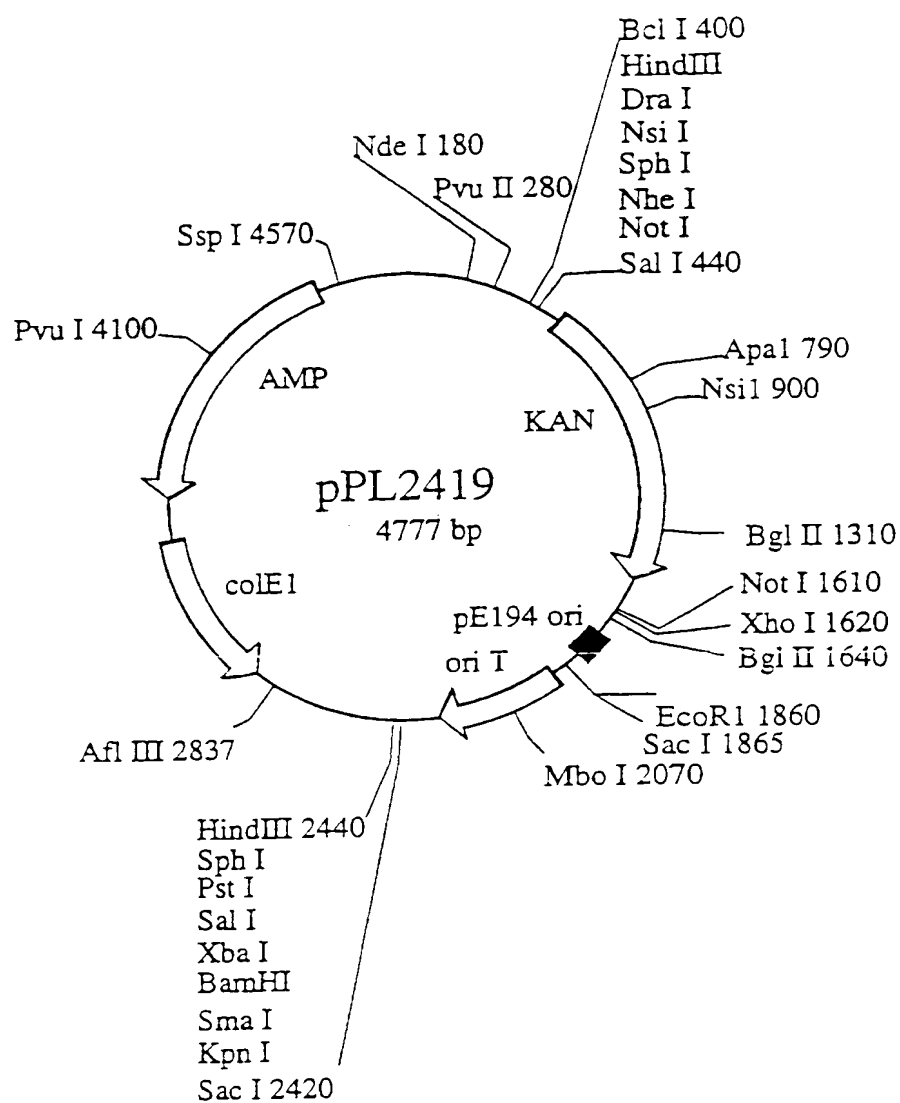 Bcl I 400
HindIII
Dra I
Nsi I
Sph I
Nhe I
Not I
Sal I 440
Nde I 180
Pvu II 280
Ssp I 4570
Pvu I 4100
Apa1 790
Nsi1 900
AMP
KAN
pPL2419
4777 bp
Bgl II 1310
colE1
Not I 1610
pE194 ori
Xho I 1620
Bgl II 1640
ori T
EcoR1 1860
Sac I 1865
Afl III 2837
Mbo I 2070
HindIII 2440
Sph I
Pst I
Sal I
Xba I
BamHI
Sma I
Kpn I
Sac I 2420